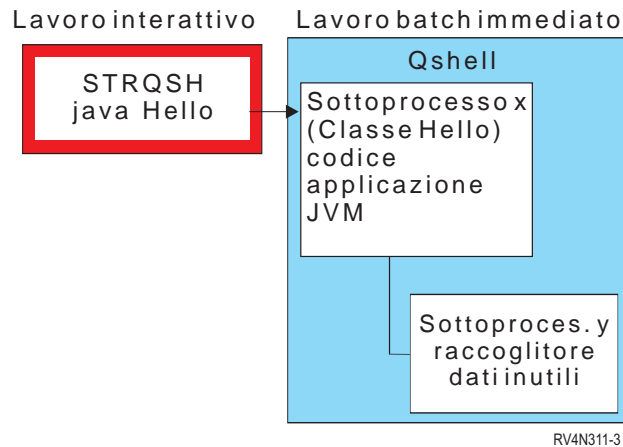 Lavoro interattivo
Lavoro batch immediato
STRQSH
java Hello
Qshell
Sottoprocesso x
(Classe Hello)
codice
applicazione
JVM
Sottoproces. y
raccoglitore
dati inutili
RV4N311-3